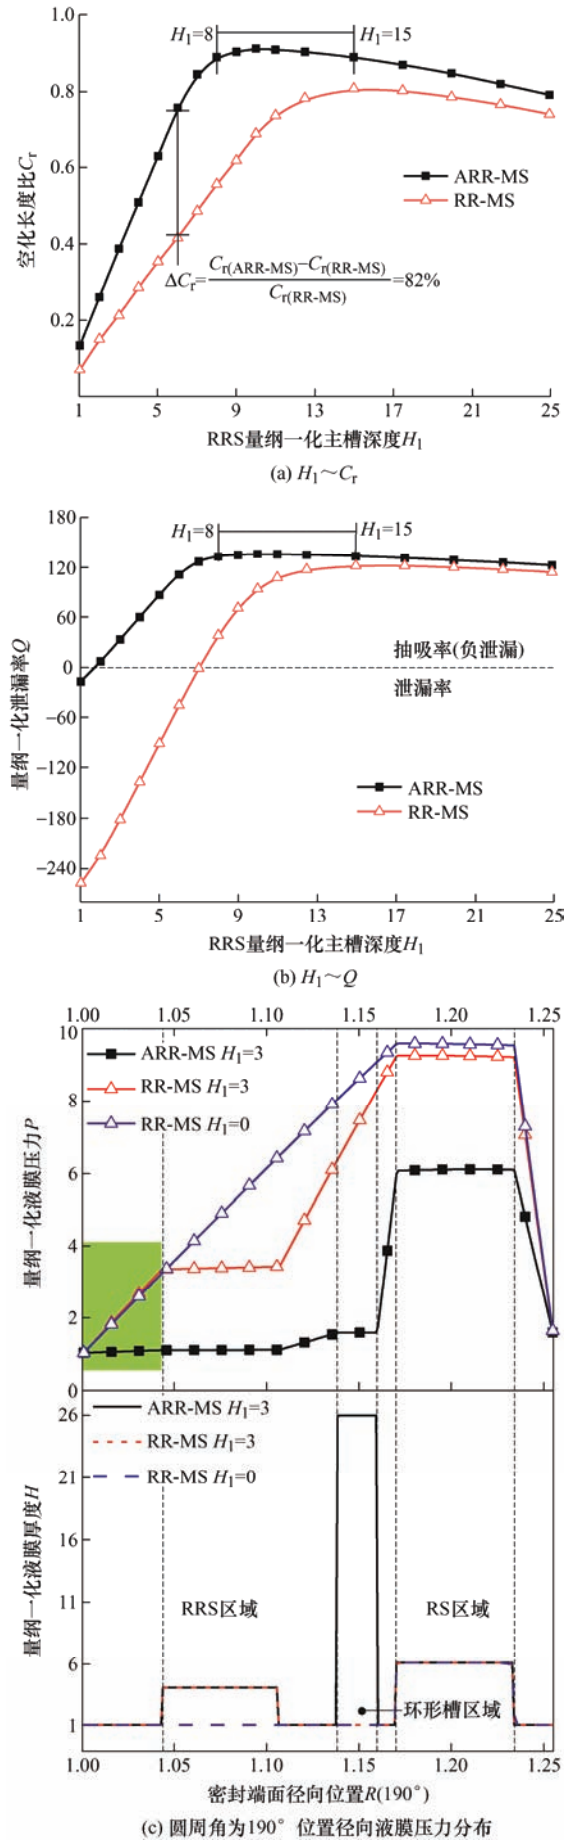 1.0
H₁=8
H₁=15
0.8
0.6
0.4
0.2
空化长度比Cᵣ
ARR-MS
RR-MS
ΔCᵣ=(Cᵣ(ARR-MS)−Cᵣ(RR-MS))/Cᵣ(RR-MS)=82%
1 5 9 13 17 21 25
RRS量纲一化主槽深度H₁
(a) H₁～Cᵣ
180
H₁=8
H₁=15
120
60
0
−60
−120
−180
−240
量纲一化泄漏率Q
抽吸率(负泄漏)
泄漏率
ARR-MS
RR-MS
1 5 9 13 17 21 25
RRS量纲一化主槽深度H₁
(b) H₁～Q
1.00 1.05 1.10 1.15 1.20 1.25
10
8
6
4
2
0
量纲一化液膜压力P
ARR-MS H₁=3
RR-MS H₁=3
RR-MS H₁=0
26
21
16
11
6
1
量纲一化液膜厚度H
ARR-MS H₁=3
RR-MS H₁=3
RR-MS H₁=0
RRS区域
RS区域
环形槽区域
1.00 1.05 1.10 1.15 1.20 1.25
密封端面径向位置R(190°)
(c) 圆周角为190° 位置径向液膜压力分布